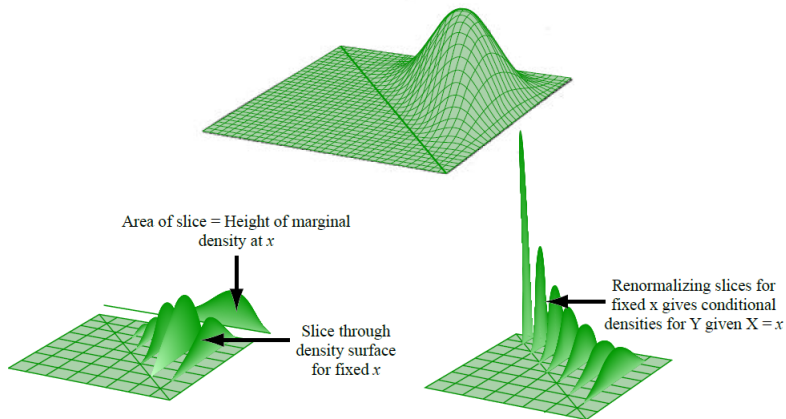 Area of slice = Height of marginal
density at x
Slice through
density surface
for fixed x
Renormalizing slices for
fixed x gives conditional
densities for Y given X = x